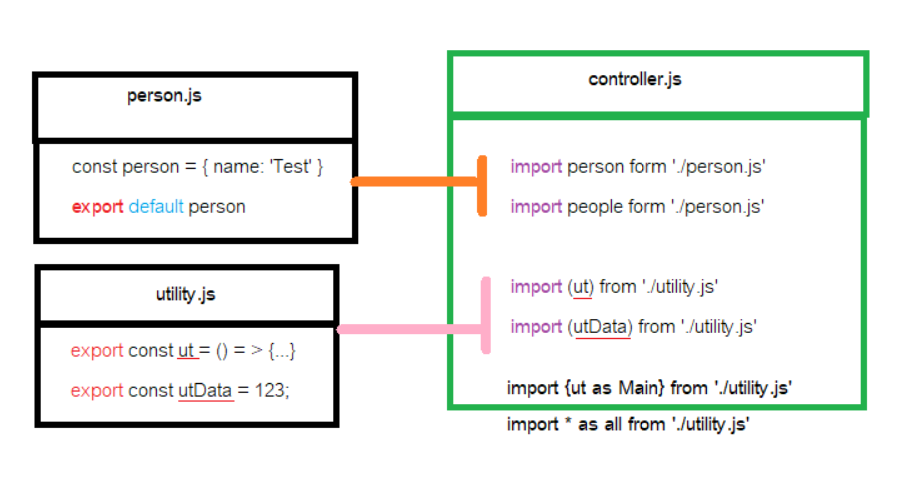 person.js
const person = { name: 'Test' }
export default person
utility.js
export const ut = () = > {...}
export const utData = 123;
controller.js
import person form './person.js'
import people form './person.js'
import (ut) from './utility.js'
import (utData) from './utility.js'
import {ut as Main} from './utility.js'
import * as all from './utility.js'